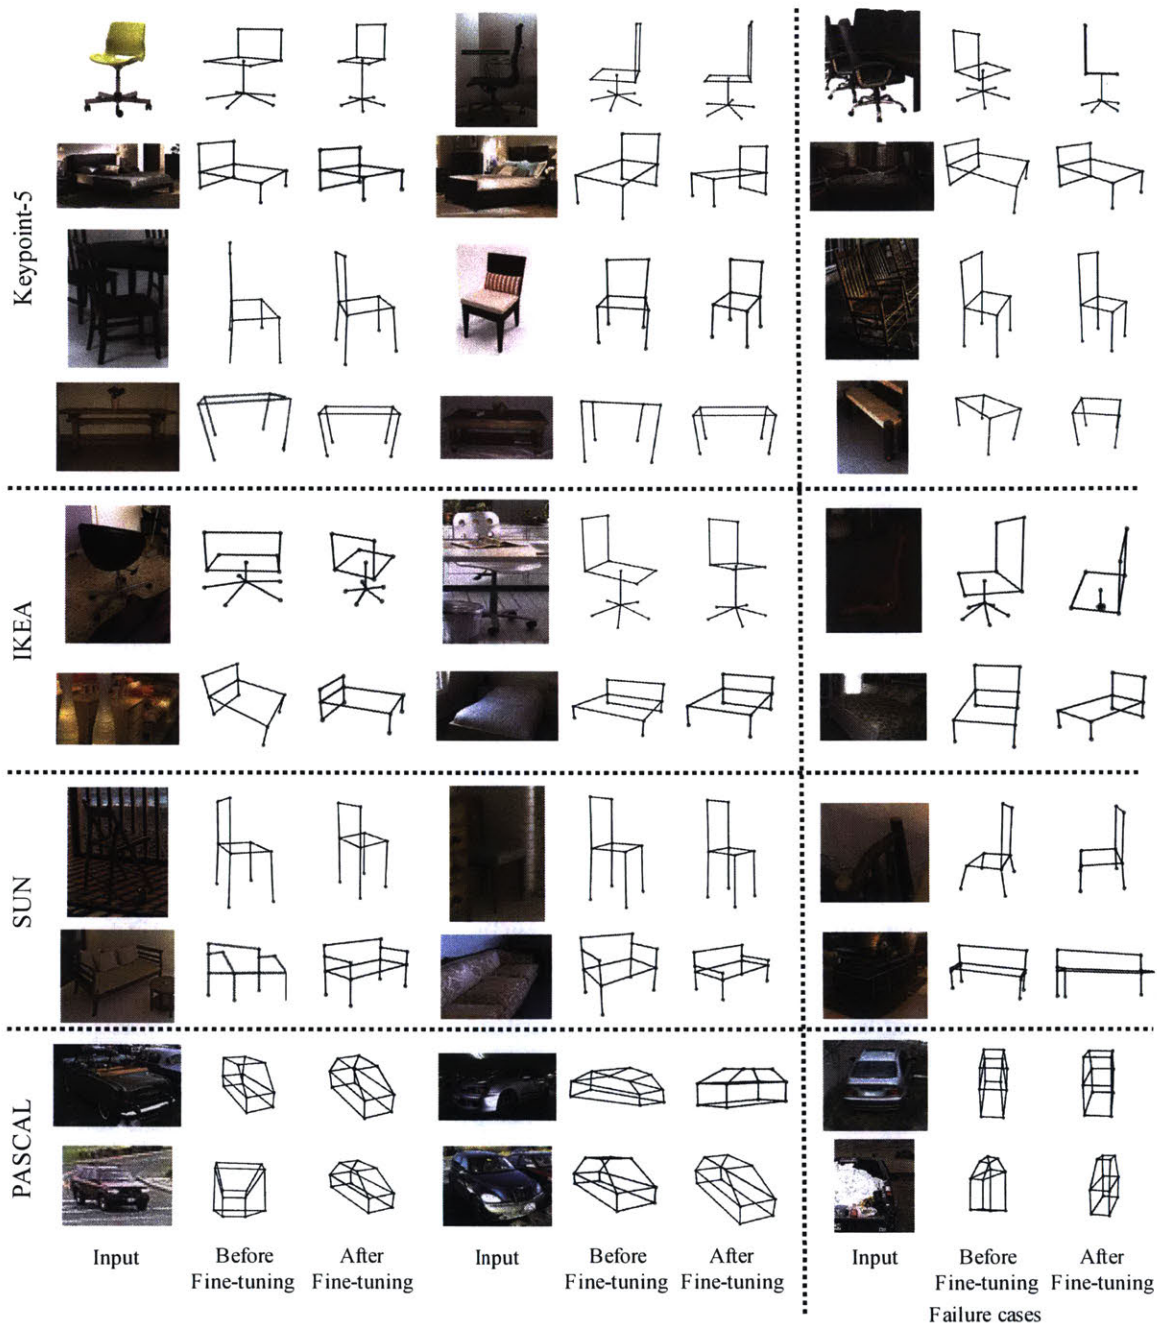 Keypoint-5
IKEA
SUN
PASCAL
Input
Before
Fine-tuning
After
Fine-tuning
Input
Before
Fine-tuning
After
Fine-tuning
Input
Before
Fine-tuning
After
Fine-tuning
Failure cases